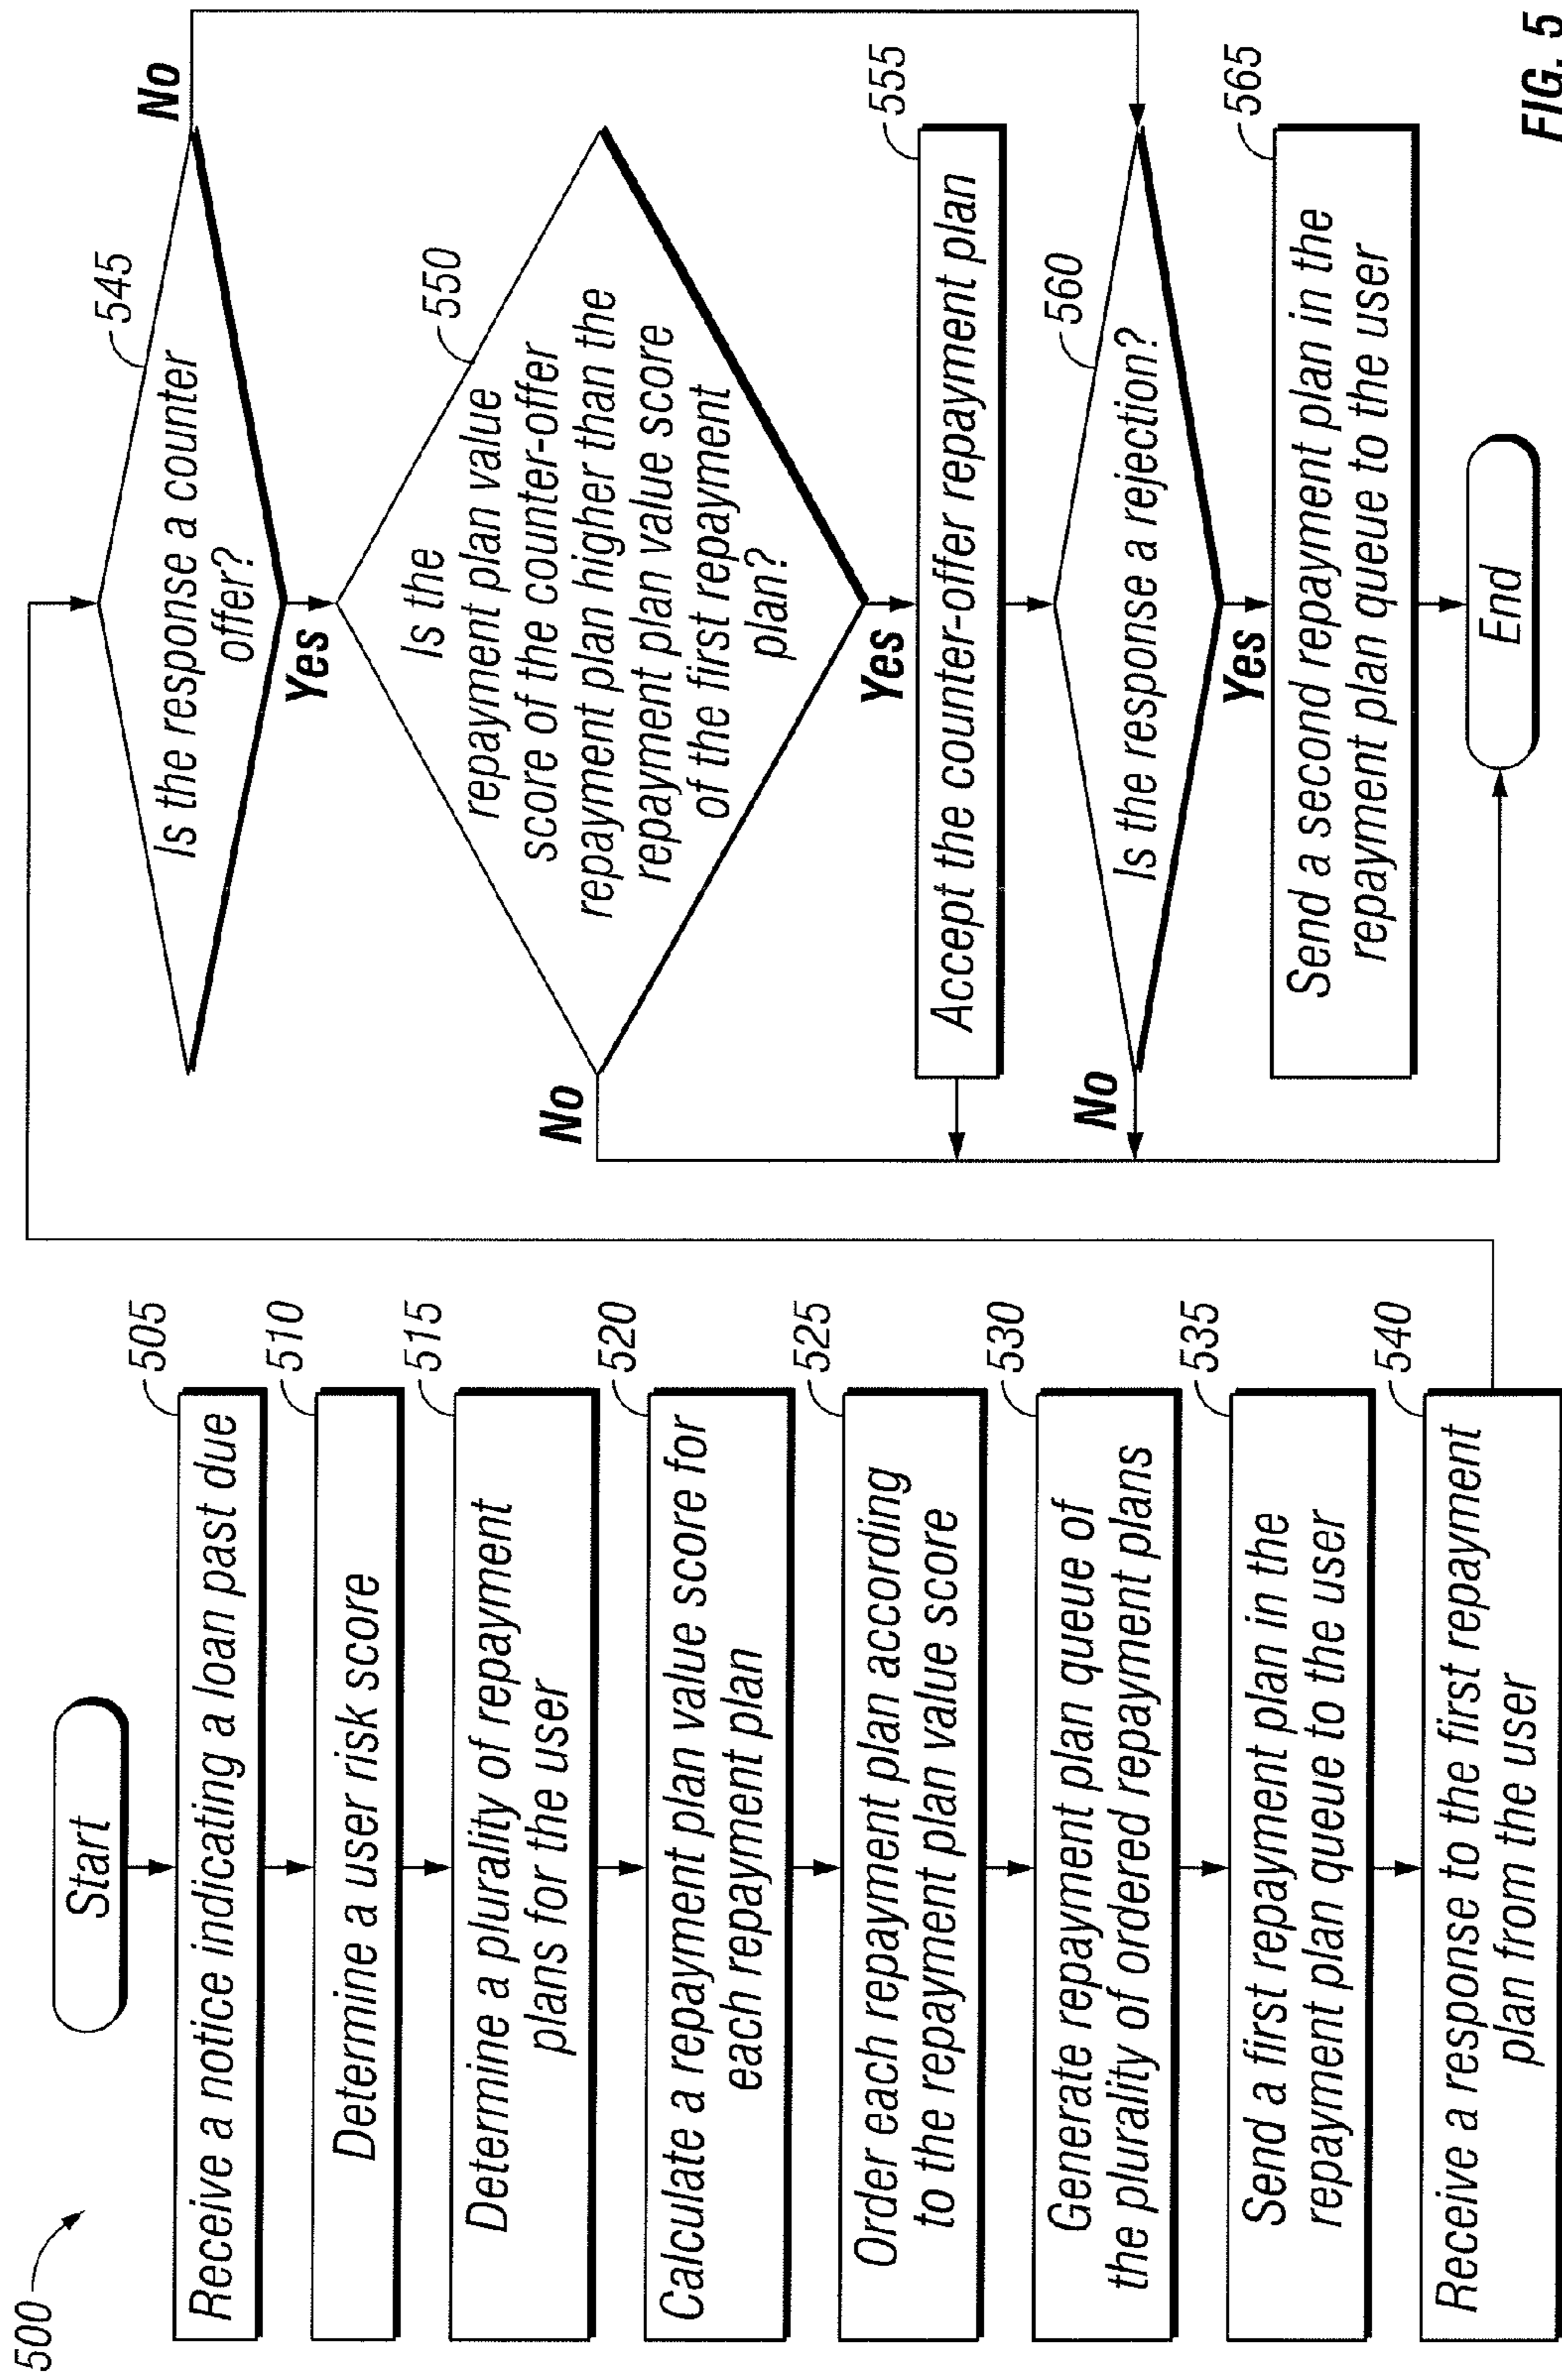 500
Start
505
Receive a notice indicating a loan past due
510
Determine a user risk score
515
Determine a plurality of repayment
plans for the user
520
Calculate a repayment plan value score for
each repayment plan
525
Order each repayment plan according
to the repayment plan value score
530
Generate repayment plan queue of
the plurality of ordered repayment plans
535
Send a first repayment plan in the
repayment plan queue to the user
540
Receive a response to the first repayment
plan from the user
545
Is the response a counter
offer?
No
Yes
550
Is the
repayment plan value
score of the counter-offer
repayment plan higher than the
repayment plan value score
of the first repayment
plan?
No
Yes
555
Accept the counter-offer repayment plan
560
Is the response a rejection?
No
Yes
565
Send a second repayment plan in the
repayment plan queue to the user
End
FIG. 5